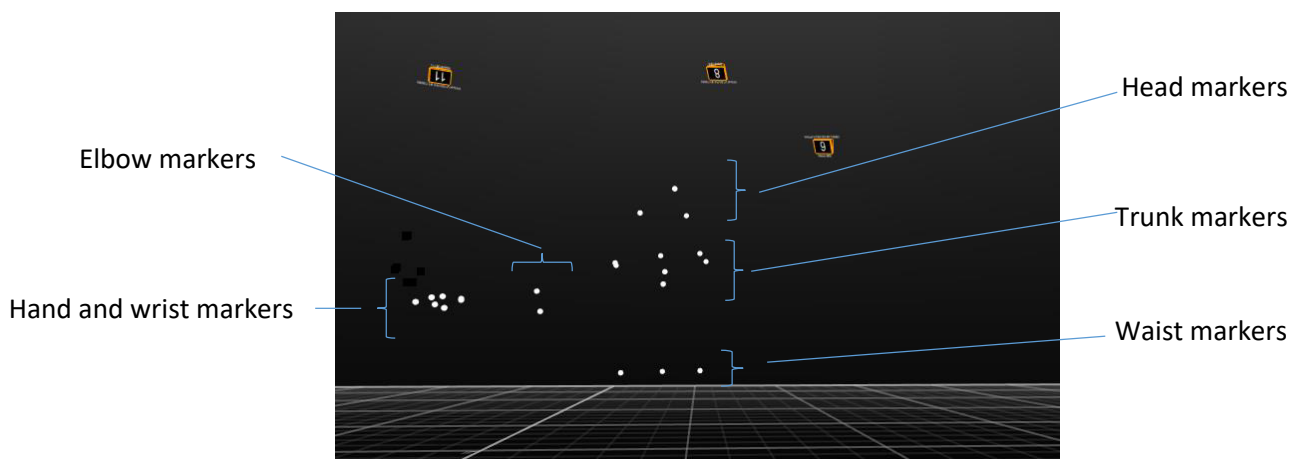 Head markers
Elbow markers
Trunk markers
Hand and wrist markers
Waist markers
11
8
9